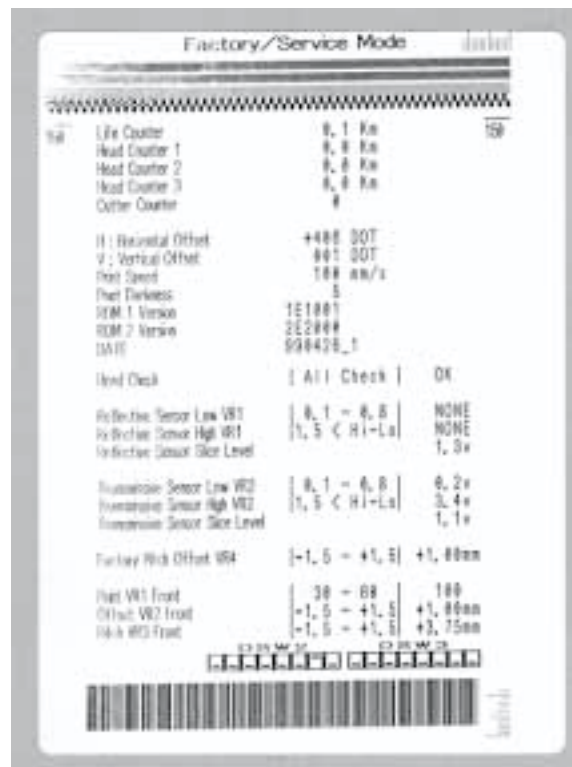 Factory/Service Mode
150 150
Life Counter 0.1 Km
Head Counter 1 0.0 Km
Head Counter 2 0.0 Km
Head Counter 3 0.0 Km
Cutter Counter 0
H : Horizontal Offset +408 DOT
V : Vertical Offset 001 DOT
Print Speed 100 mm/s
Print Darkness 5
ROM 1 Version 1E1001
ROM 2 Version 2E2000
DATE 990426_1
Head Check [ All Check ] OK
Reflective Sensor Low VR1 | 0.1 - 0.8 | NONE
Reflective Sensor High VR1 |1.5 < Hi-Lo| NONE
Reflective Sensor Slice Level 1.3v
Transmissive Sensor Low VR2 | 0.1 - 0.8 | 0.2v
Transmissive Sensor High VR2 |1.5 < Hi-Lo| 3.4v
Transmissive Sensor Slice Level 1.1v
Factory Pitch Offset VR4 |-1.5 - +1.5| +1.00mm
Print VR1 Front | 30 - 60 | 100
Offset VR2 Front |-1.5 - +1.5| +1.00mm
Pitch VR3 Front |-1.5 - +1.5| +3.75mm
DSW2 DSW3